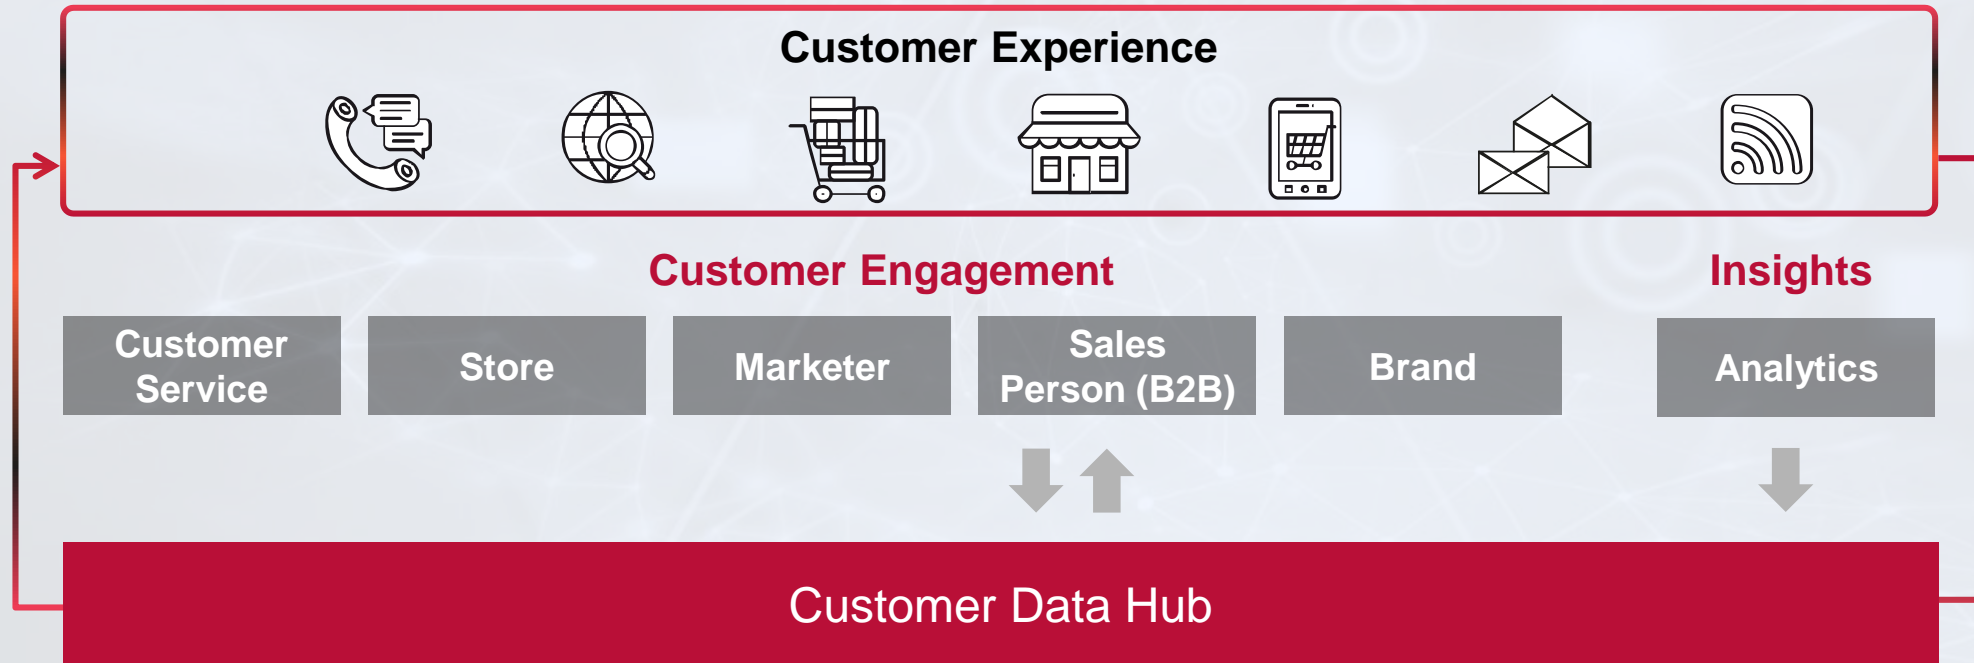 Customer Experience
Customer Engagement
Insights
Customer
Service
Store
Marketer
Sales
Person (B2B)
Brand
Analytics
Customer Data Hub